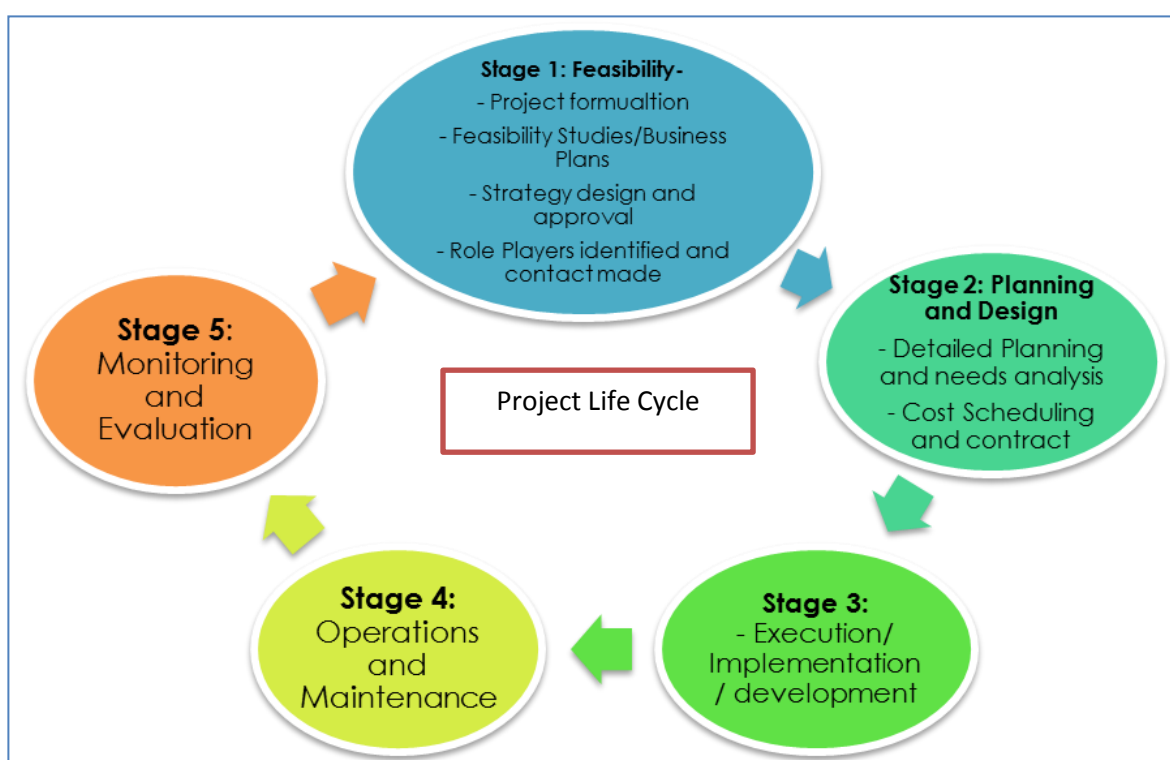 Stage 1: Feasibility-
- Project formualtion
- Feasibility Studies/Business
Plans
- Strategy design and
approval
- Role Players identified and
contact made
Stage 2: Planning
and Design
- Detailed Planning
and needs analysis
- Cost Scheduling
and contract
Stage 3:
- Execution/
Implementation
/ development
Stage 4:
Operations
and
Maintenance
Stage 5:
Monitoring
and
Evaluation
Project Life Cycle